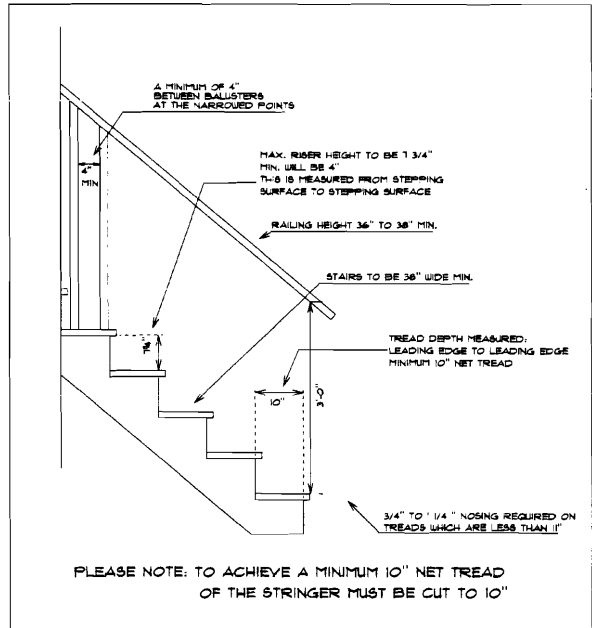 A MINIMUM OF 4"
BETWEEN BALUSTERS
AT THE NARROWED POINTS
4"
MIN
MAX. RISER HEIGHT TO BE 7 3/4"
MIN. WILL BE 4"
THIS IS MEASURED FROM STEPPING
SURFACE TO STEPPING SURFACE
RAILING HEIGHT 36" TO 38" MIN.
STAIRS TO BE 36" WIDE MIN.
7¾"
TREAD DEPTH MEASURED:
LEADING EDGE TO LEADING EDGE
MINIMUM 10" NET TREAD
10"
3'-0"
3/4" TO 1 1/4" NOSING REQUIRED ON
TREADS WHICH ARE LESS THAN 11"
PLEASE NOTE: TO ACHIEVE A MINIMUM 10" NET TREAD
OF THE STRINGER MUST BE CUT TO 10"